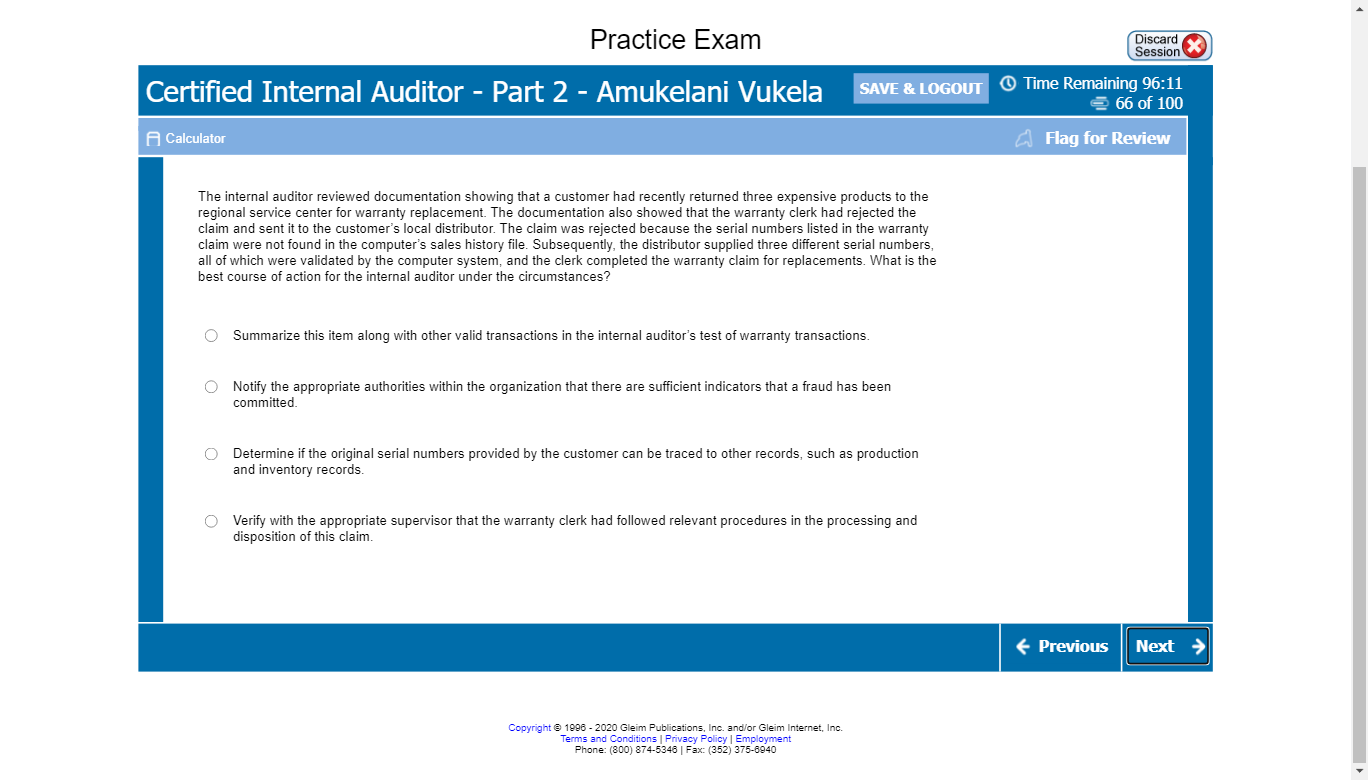 Practice Exam
Discard
Session
Certified Internal Auditor - Part 2 - Amukelani Vukela
SAVE & LOGOUT
Time Remaining 96:11
66 of 100
Calculator
Flag for Review
The internal auditor reviewed documentation showing that a customer had recently returned three expensive products to the
regional service center for warranty replacement. The documentation also showed that the warranty clerk had rejected the
claim and sent it to the customer's local distributor. The claim was rejected because the serial numbers listed in the warranty
claim were not found in the computer's sales history file. Subsequently, the distributor supplied three different serial numbers,
all of which were validated by the computer system, and the clerk completed the warranty claim for replacements. What is the
best course of action for the internal auditor under the circumstances?
Summarize this item along with other valid transactions in the internal auditor's test of warranty transactions.
Notify the appropriate authorities within the organization that there are sufficient indicators that a fraud has been
committed.
Determine if the original serial numbers provided by the customer can be traced to other records, such as production
and inventory records.
Verify with the appropriate supervisor that the warranty clerk had followed relevant procedures in the processing and
disposition of this claim.
Previous
Next
Copyright © 1996 - 2020 Gleim Publications, Inc. and/or Gleim Internet, Inc.
Terms and Conditions | Privacy Policy | Employment
Phone: (800) 874-5346 | Fax: (352) 375-6940